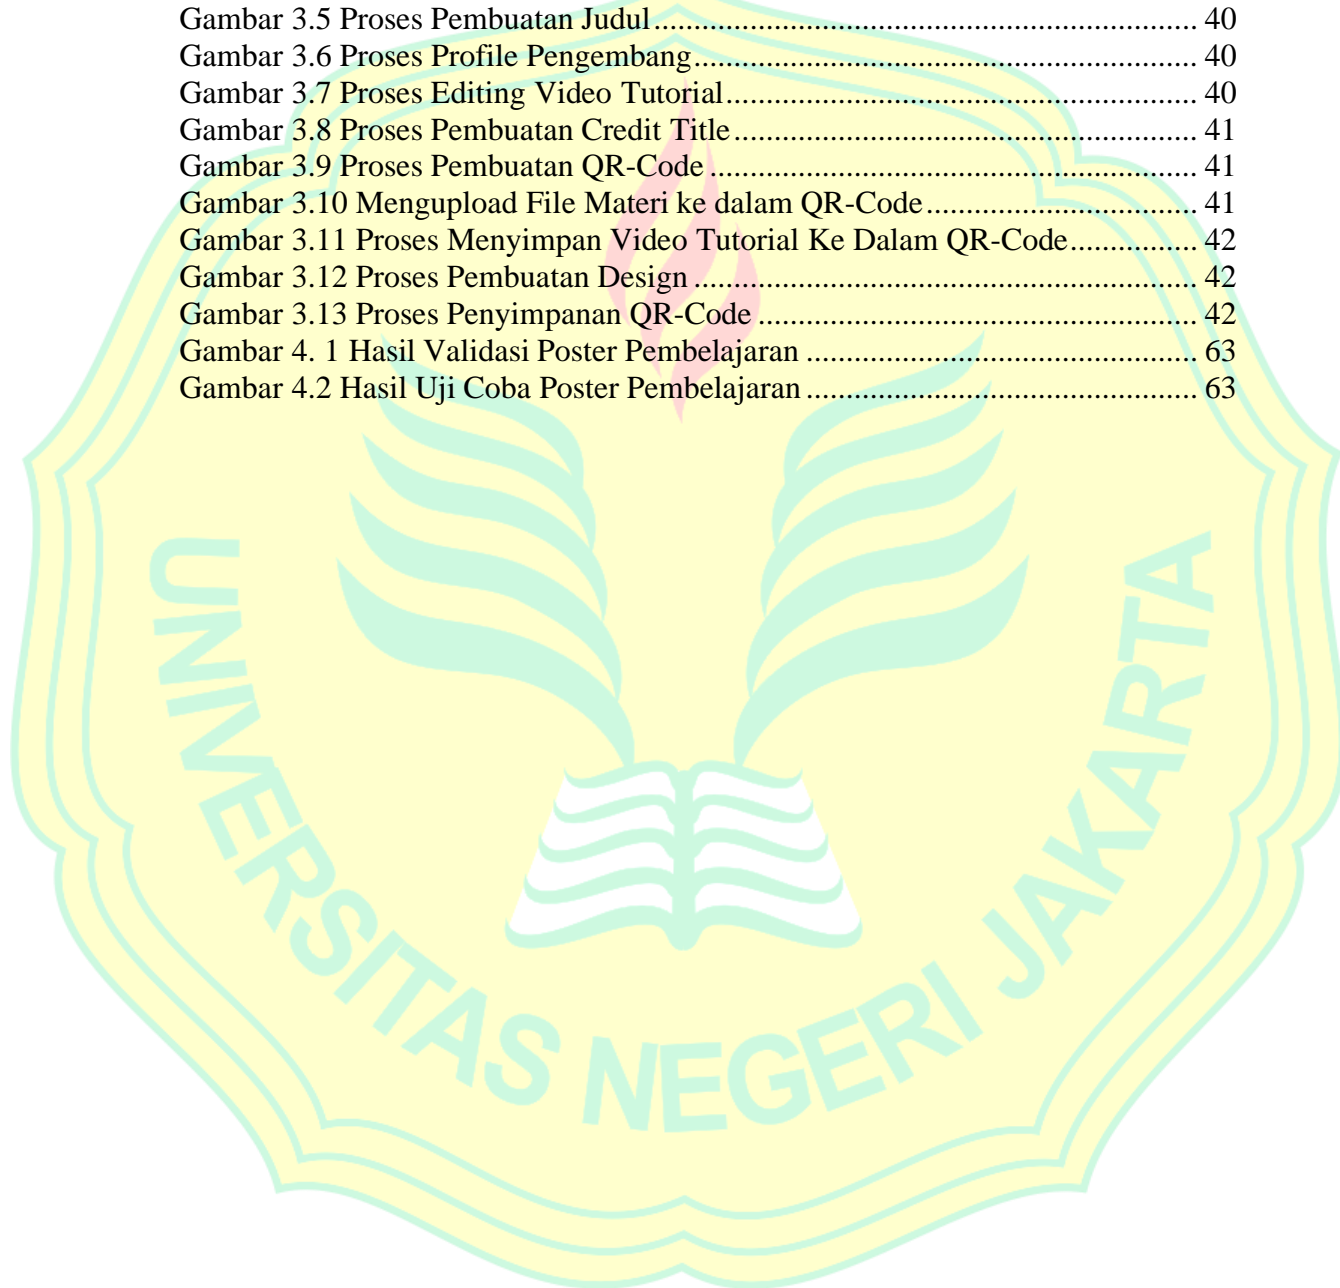 Gambar 3.5 Proses Pembuatan Judul.................................................................... 40
Gambar 3.6 Proses Profile Pengembang............................................................... 40
Gambar 3.7 Proses Editing Video Tutorial........................................................... 40
Gambar 3.8 Proses Pembuatan Credit Title.......................................................... 41
Gambar 3.9 Proses Pembuatan QR-Code ............................................................. 41
Gambar 3.10 Mengupload File Materi ke dalam QR-Code.................................. 41
Gambar 3.11 Proses Menyimpan Video Tutorial Ke Dalam QR-Code................ 42
Gambar 3.12 Proses Pembuatan Design ............................................................... 42
Gambar 3.13 Proses Penyimpanan QR-Code ....................................................... 42
Gambar 4. 1 Hasil Validasi Poster Pembelajaran ................................................. 63
Gambar 4.2 Hasil Uji Coba Poster Pembelajaran ................................................. 63
UNIVERSITAS NEGERI JAKARTA